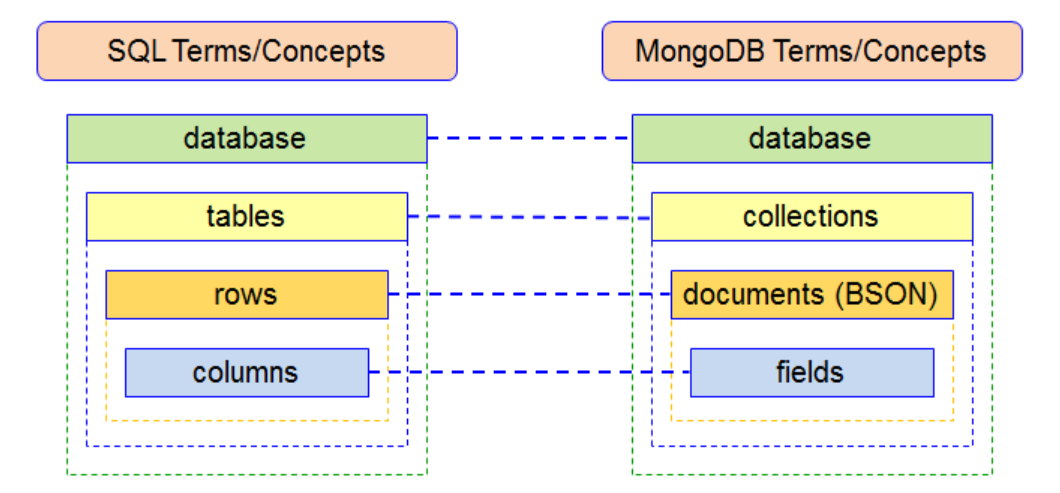 SQL Terms/Concepts
MongoDB Terms/Concepts
database
database
tables
collections
rows
documents (BSON)
columns
fields